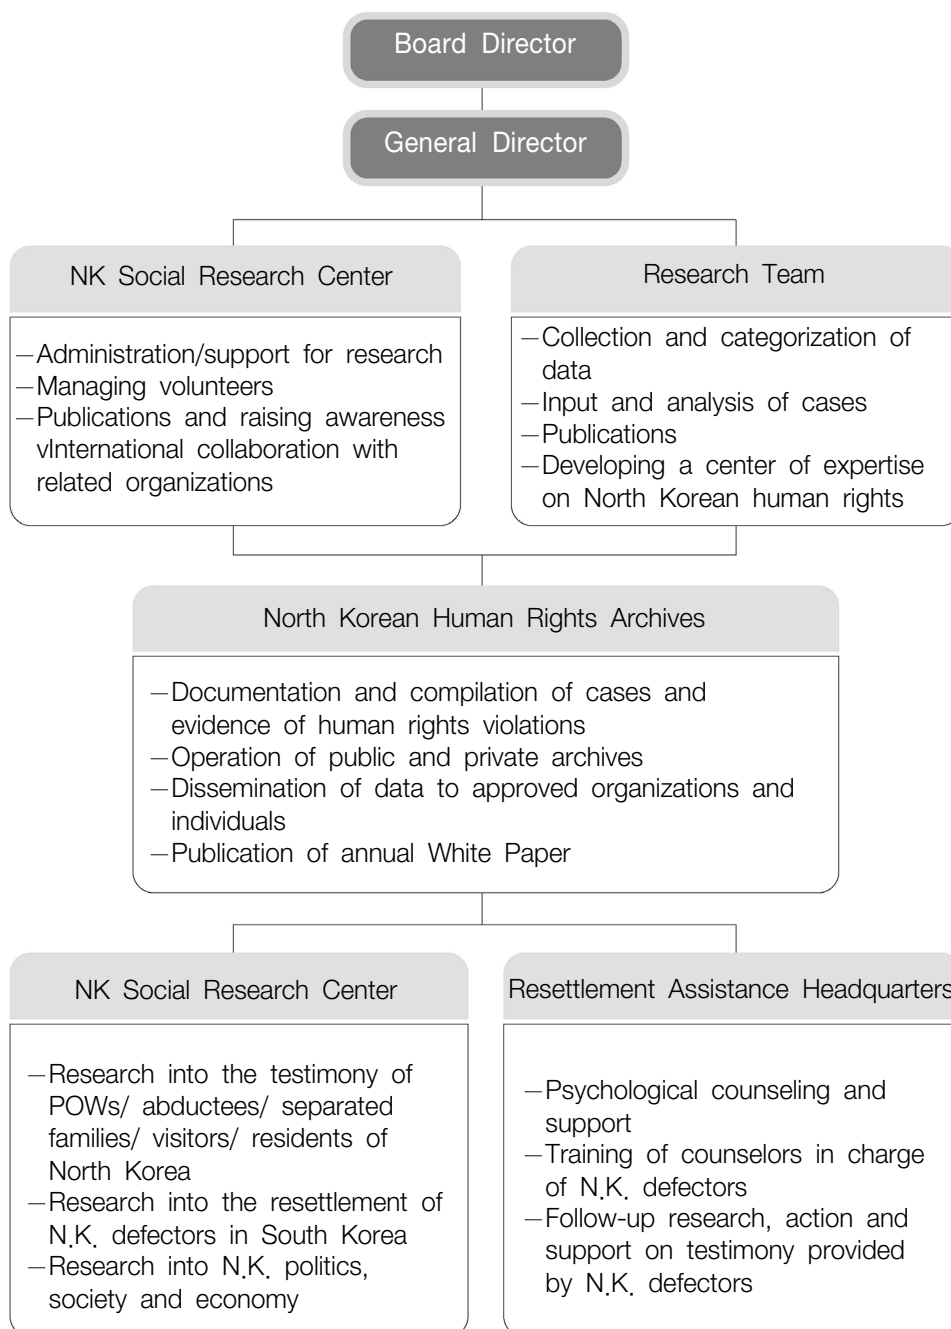 Board Director
General Director
NK Social Research Center
—Administration/support for research
—Managing volunteers
—Publications and raising awareness
vInternational collaboration with
related organizations
Research Team
—Collection and categorization of
data
—Input and analysis of cases
—Publications
—Developing a center of expertise
on North Korean human rights
North Korean Human Rights Archives
—Documentation and compilation of cases and
evidence of human rights violations
—Operation of public and private archives
—Dissemination of data to approved organizations and
individuals
—Publication of annual White Paper
NK Social Research Center
—Research into the testimony of
POWs/ abductees/ separated
families/ visitors/ residents of
North Korea
—Research into the resettlement of
N.K. defectors in South Korea
—Research into N.K. politics,
society and economy
Resettlement Assistance Headquarters
—Psychological counseling and
support
—Training of counselors in charge
of N.K. defectors
—Follow-up research, action and
support on testimony provided
by N.K. defectors